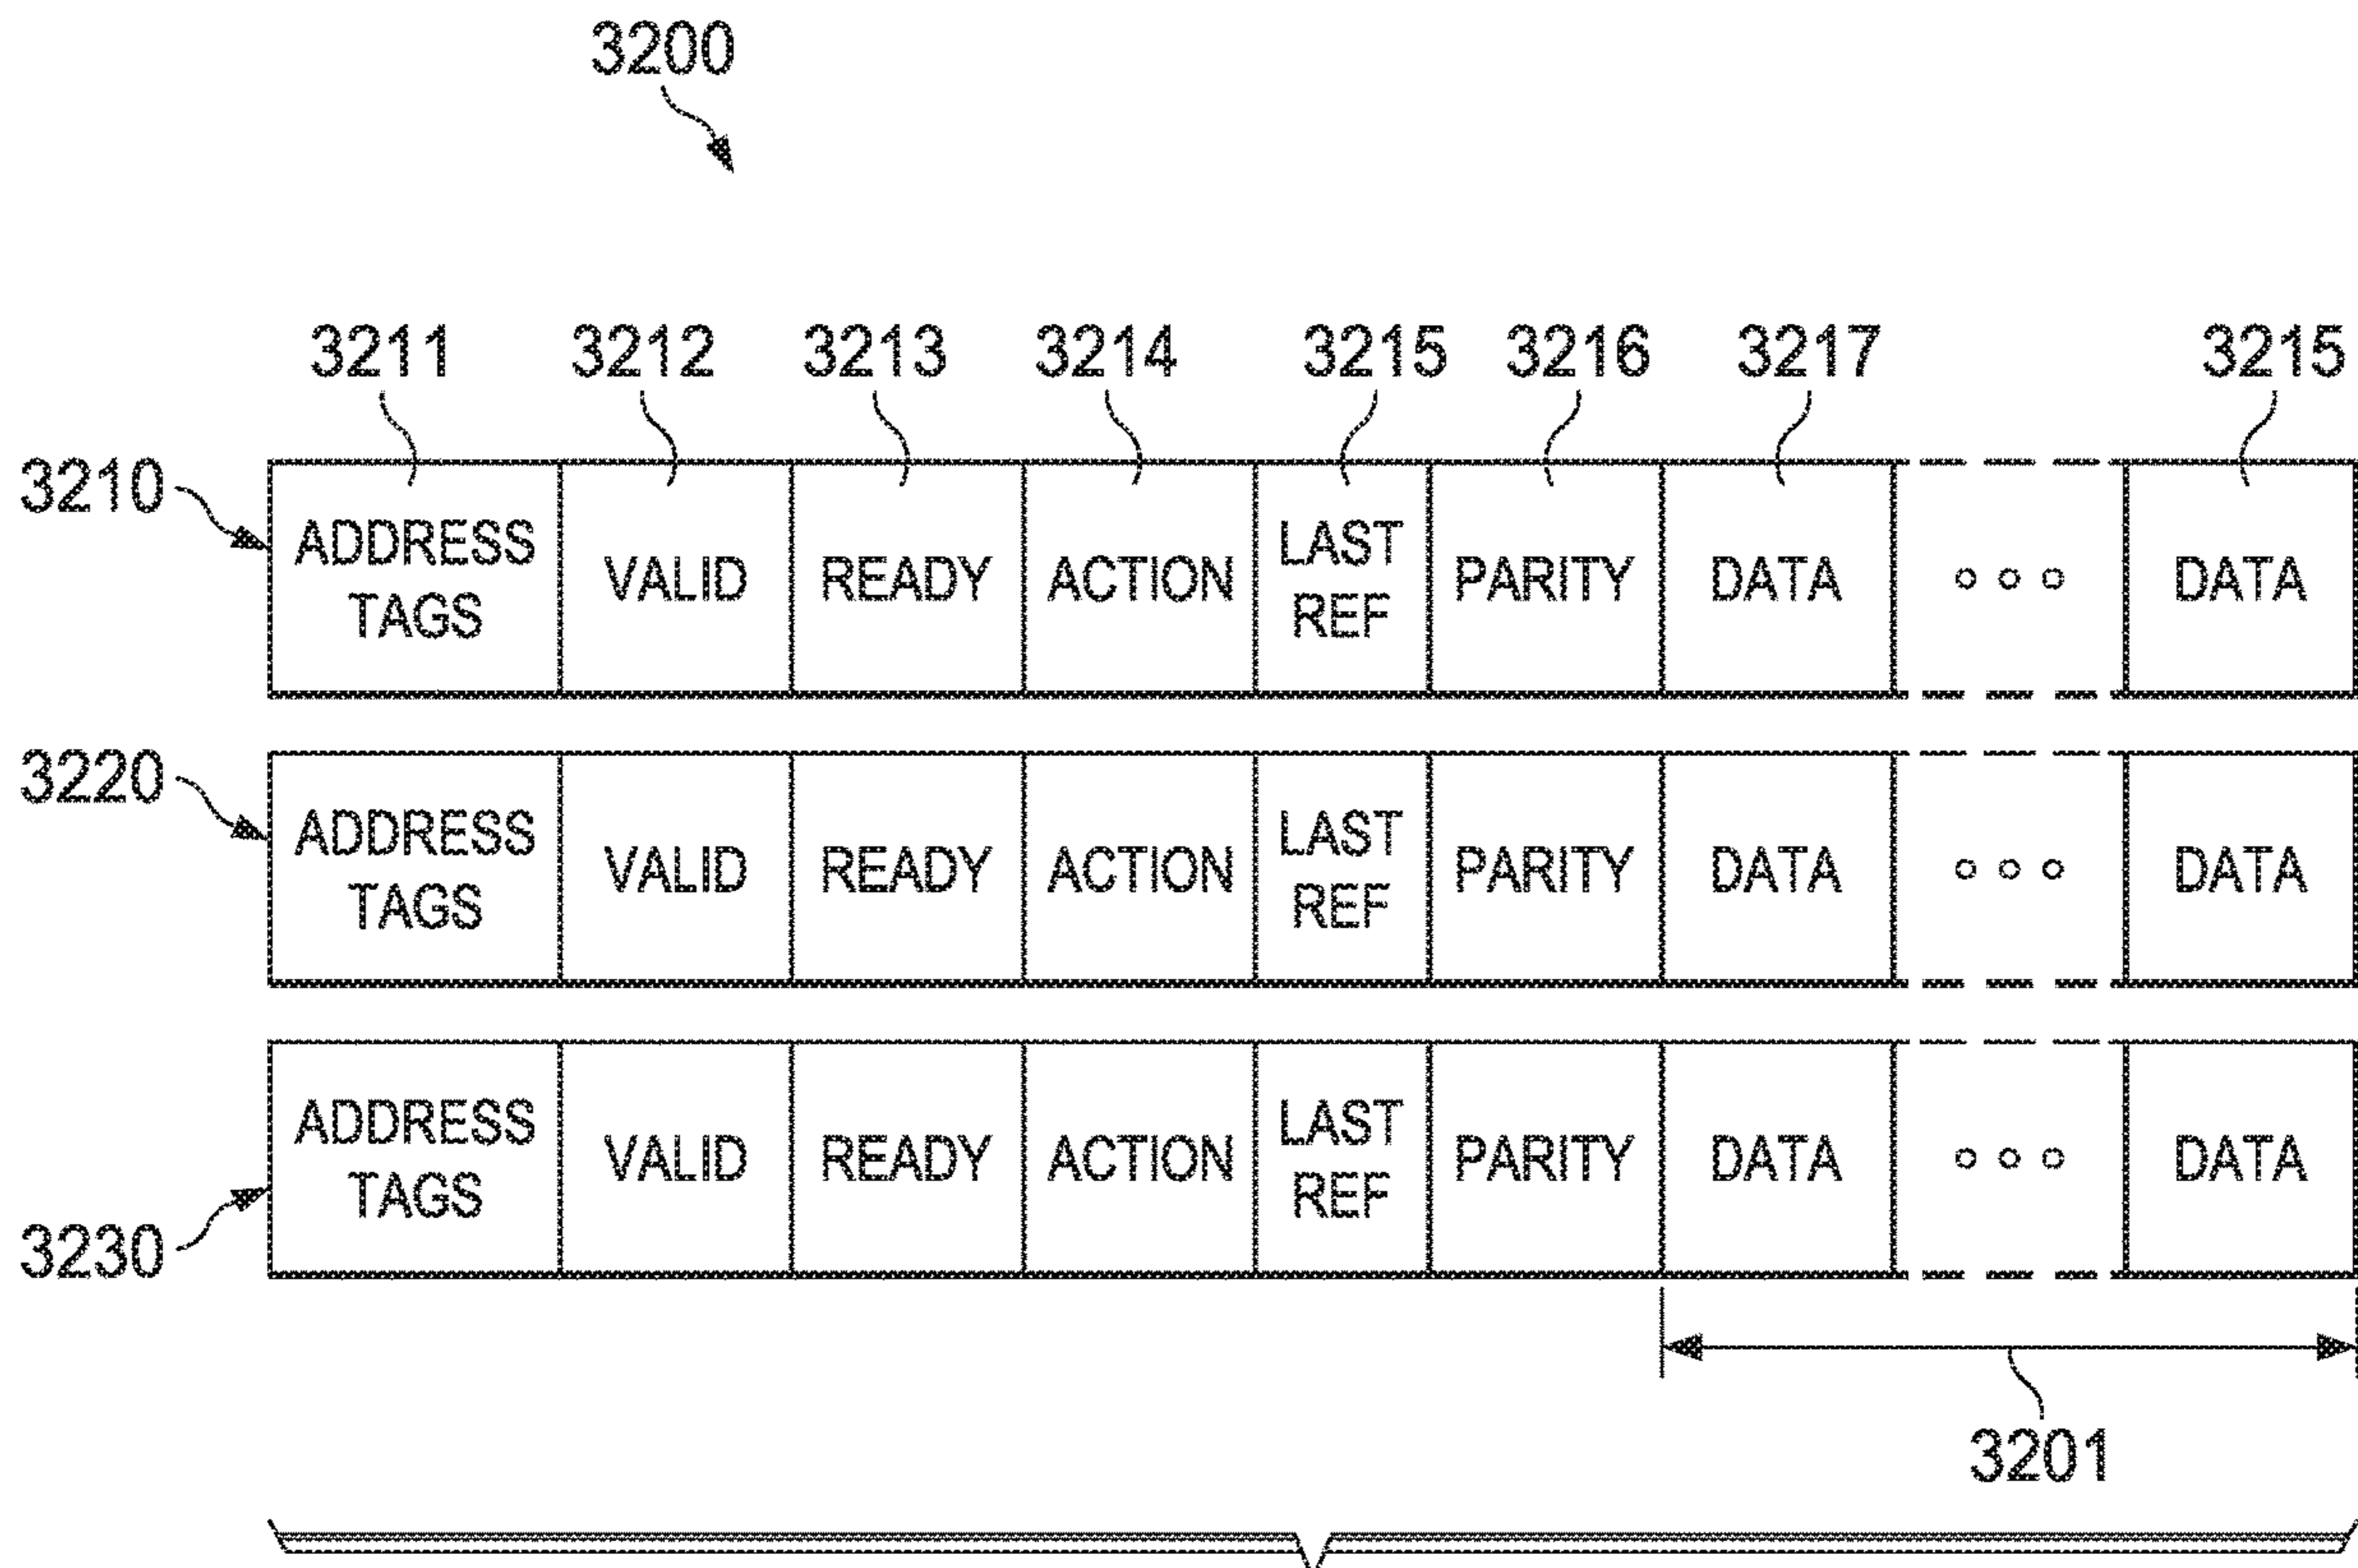 3200
3211 3212 3213 3214 3215 3216 3217 3215
3210
ADDRESS TAGS VALID READY ACTION LAST REF PARITY DATA ○ ○ ○ DATA
3220
ADDRESS TAGS VALID READY ACTION LAST REF PARITY DATA ○ ○ ○ DATA
ADDRESS TAGS VALID READY ACTION LAST REF PARITY DATA ○ ○ ○ DATA
3230
3201